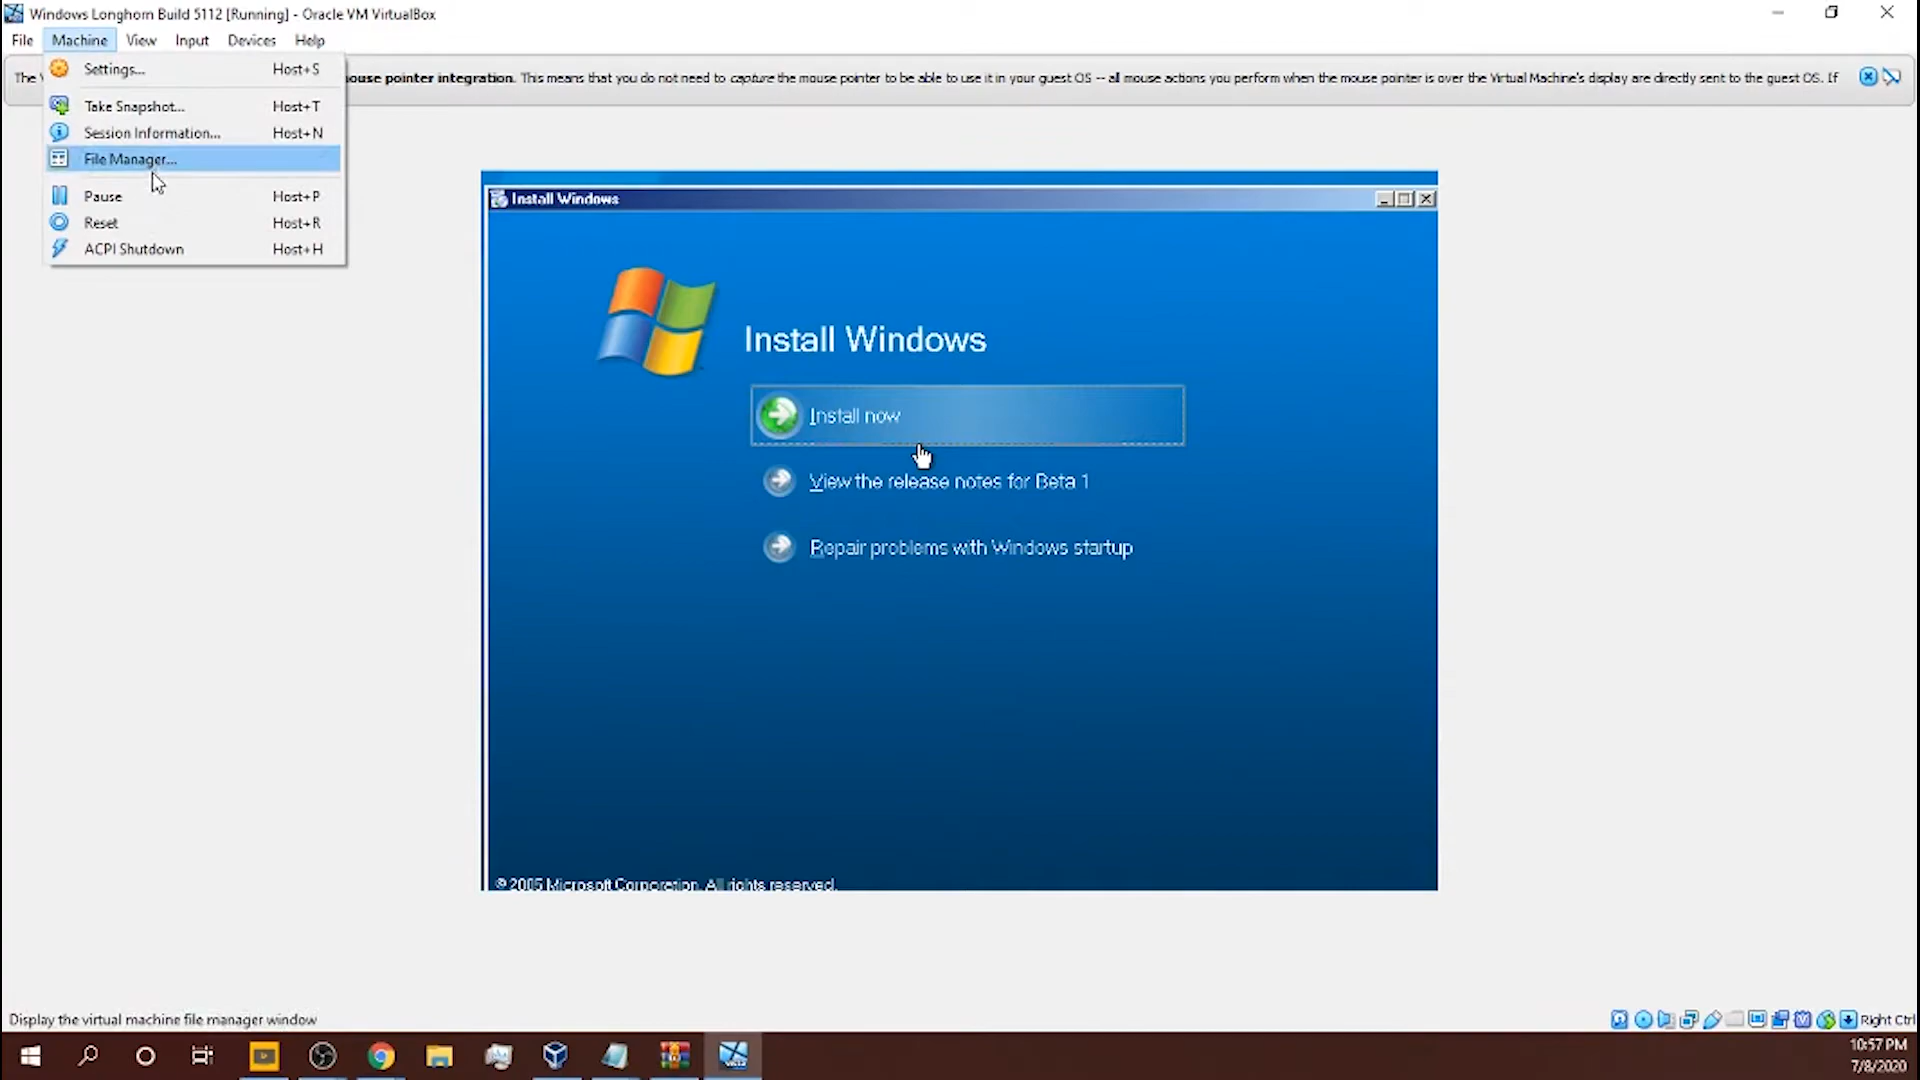 Windows Longhorn Build 5112 [Running] - Oracle VM VirtualBox
File Machine View Input Devices Help
The ouse pointer integration. This means that you do not need to capture the mouse pointer to be able to use it in your guest OS -- all mouse actions you perform when the mouse pointer is over the Virtual Machine's display are directly sent to the guest OS. If
Settings... Host+S
Take Snapshot... Host+T
Session Information... Host+N
File Manager...
Pause Host+P
Reset Host+R
ACPI Shutdown Host+H
Install Windows
Install Windows
Install now
View the release notes for Beta 1
Repair problems with Windows startup
© 2005 Microsoft Corporation. All rights reserved.
Display the virtual machine file manager window
Right Ctrl
10:57 PM
7/8/2020